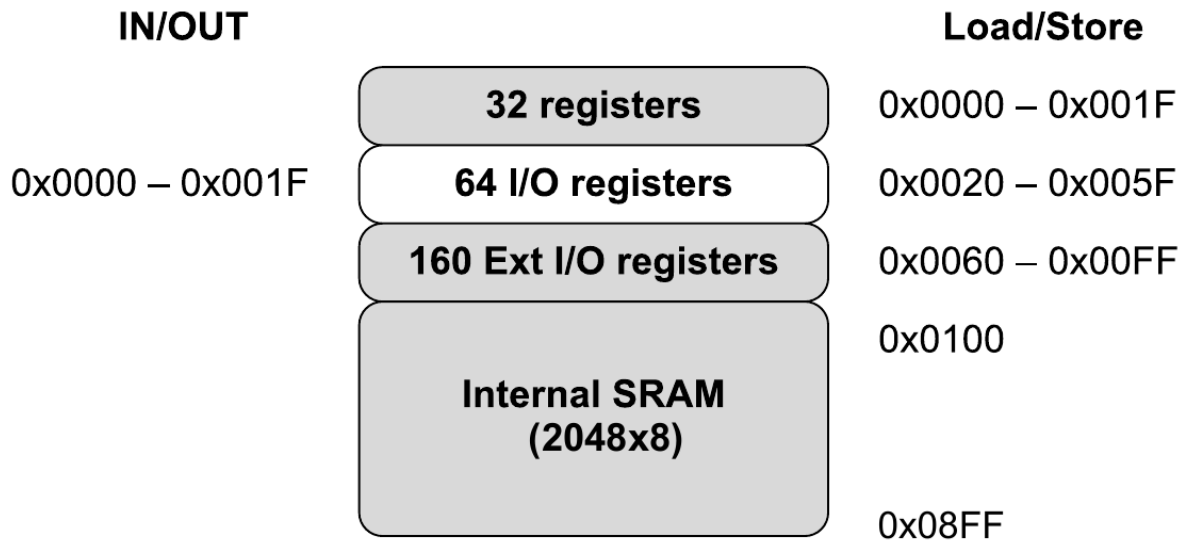 IN/OUT
Load/Store
32 registers
0x0000 – 0x001F
0x0000 – 0x001F
64 I/O registers
0x0020 – 0x005F
160 Ext I/O registers
0x0060 – 0x00FF
0x0100
Internal SRAM
(2048x8)
0x08FF